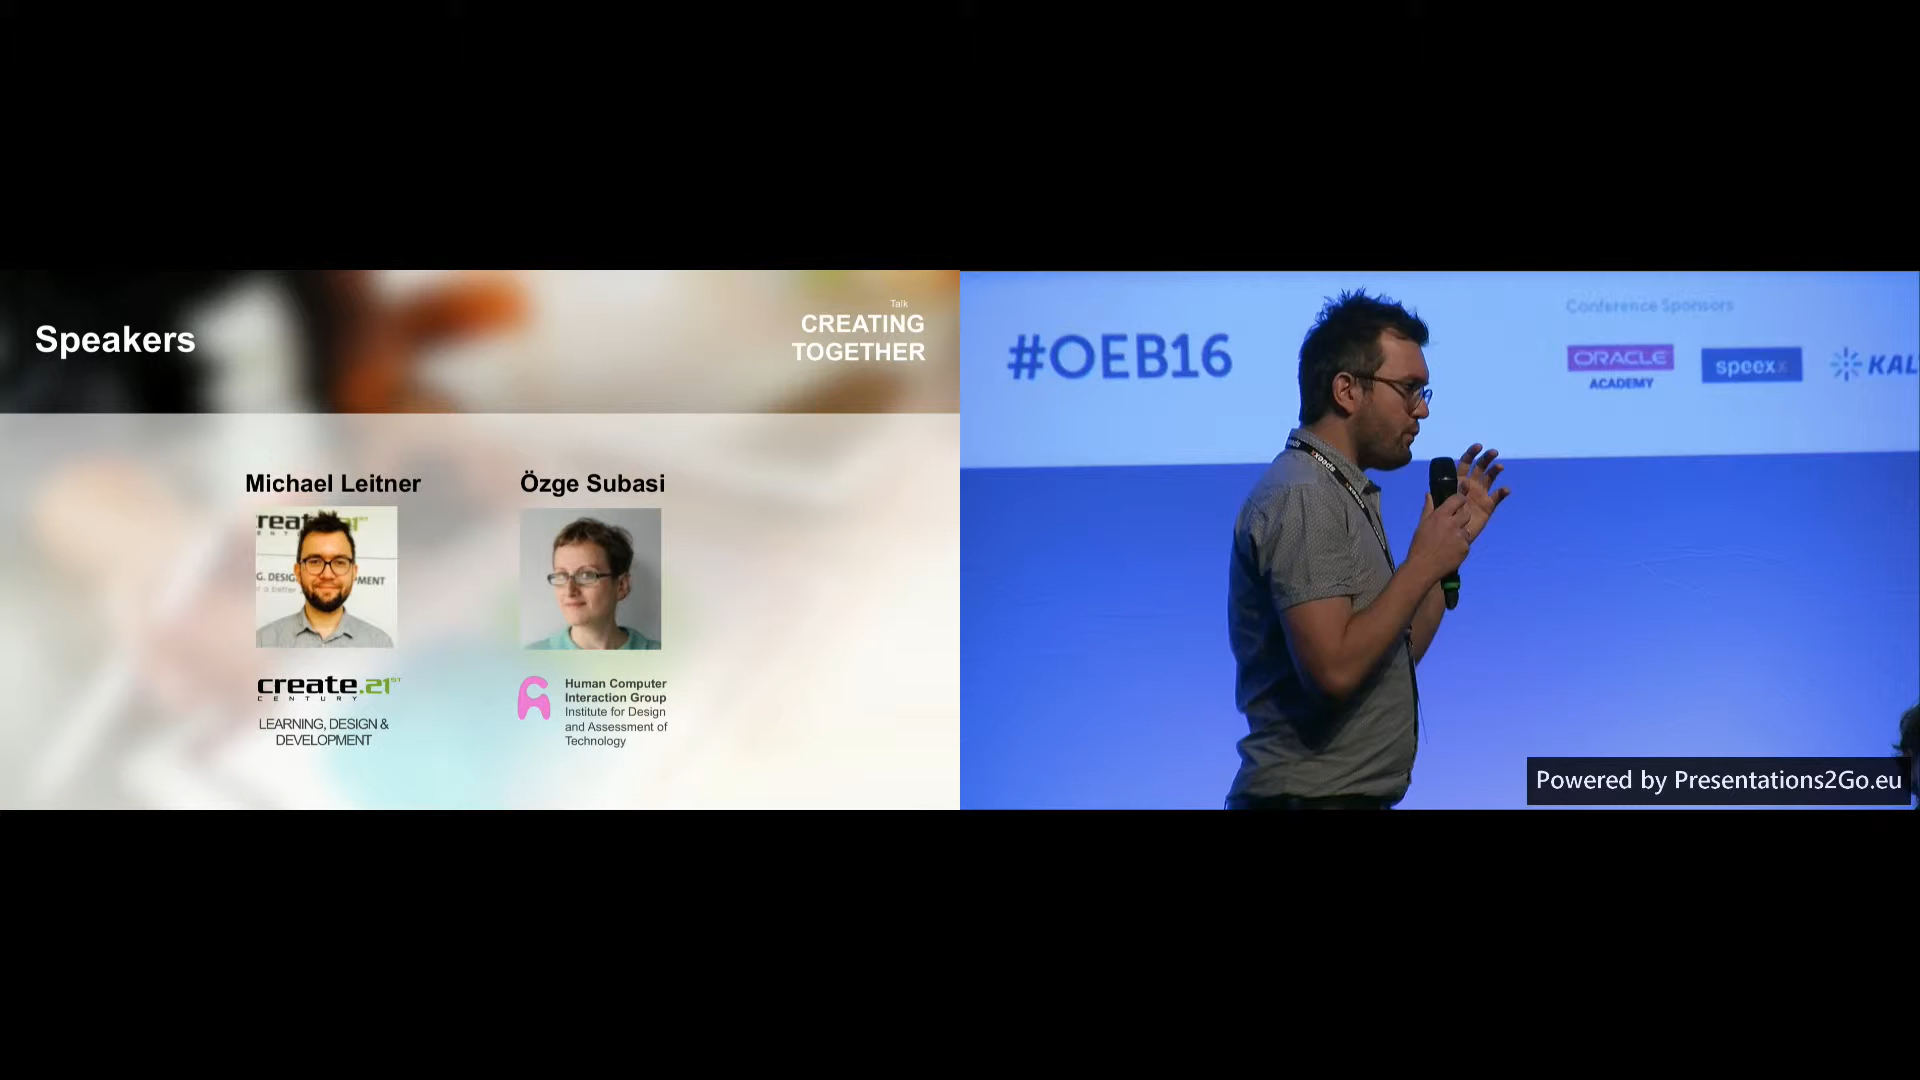 Speakers
Talk
CREATING
TOGETHER
Michael Leitner
Özge Subasi
create.21ST
CENTURY
LEARNING, DESIGN &
DEVELOPMENT
Human Computer
Interaction Group
Institute for Design
and Assessment of
Technology
#OEB16
Conference Sponsors
ORACLE
ACADEMY
speexx
KAL
speexx
Powered by Presentations2Go.eu